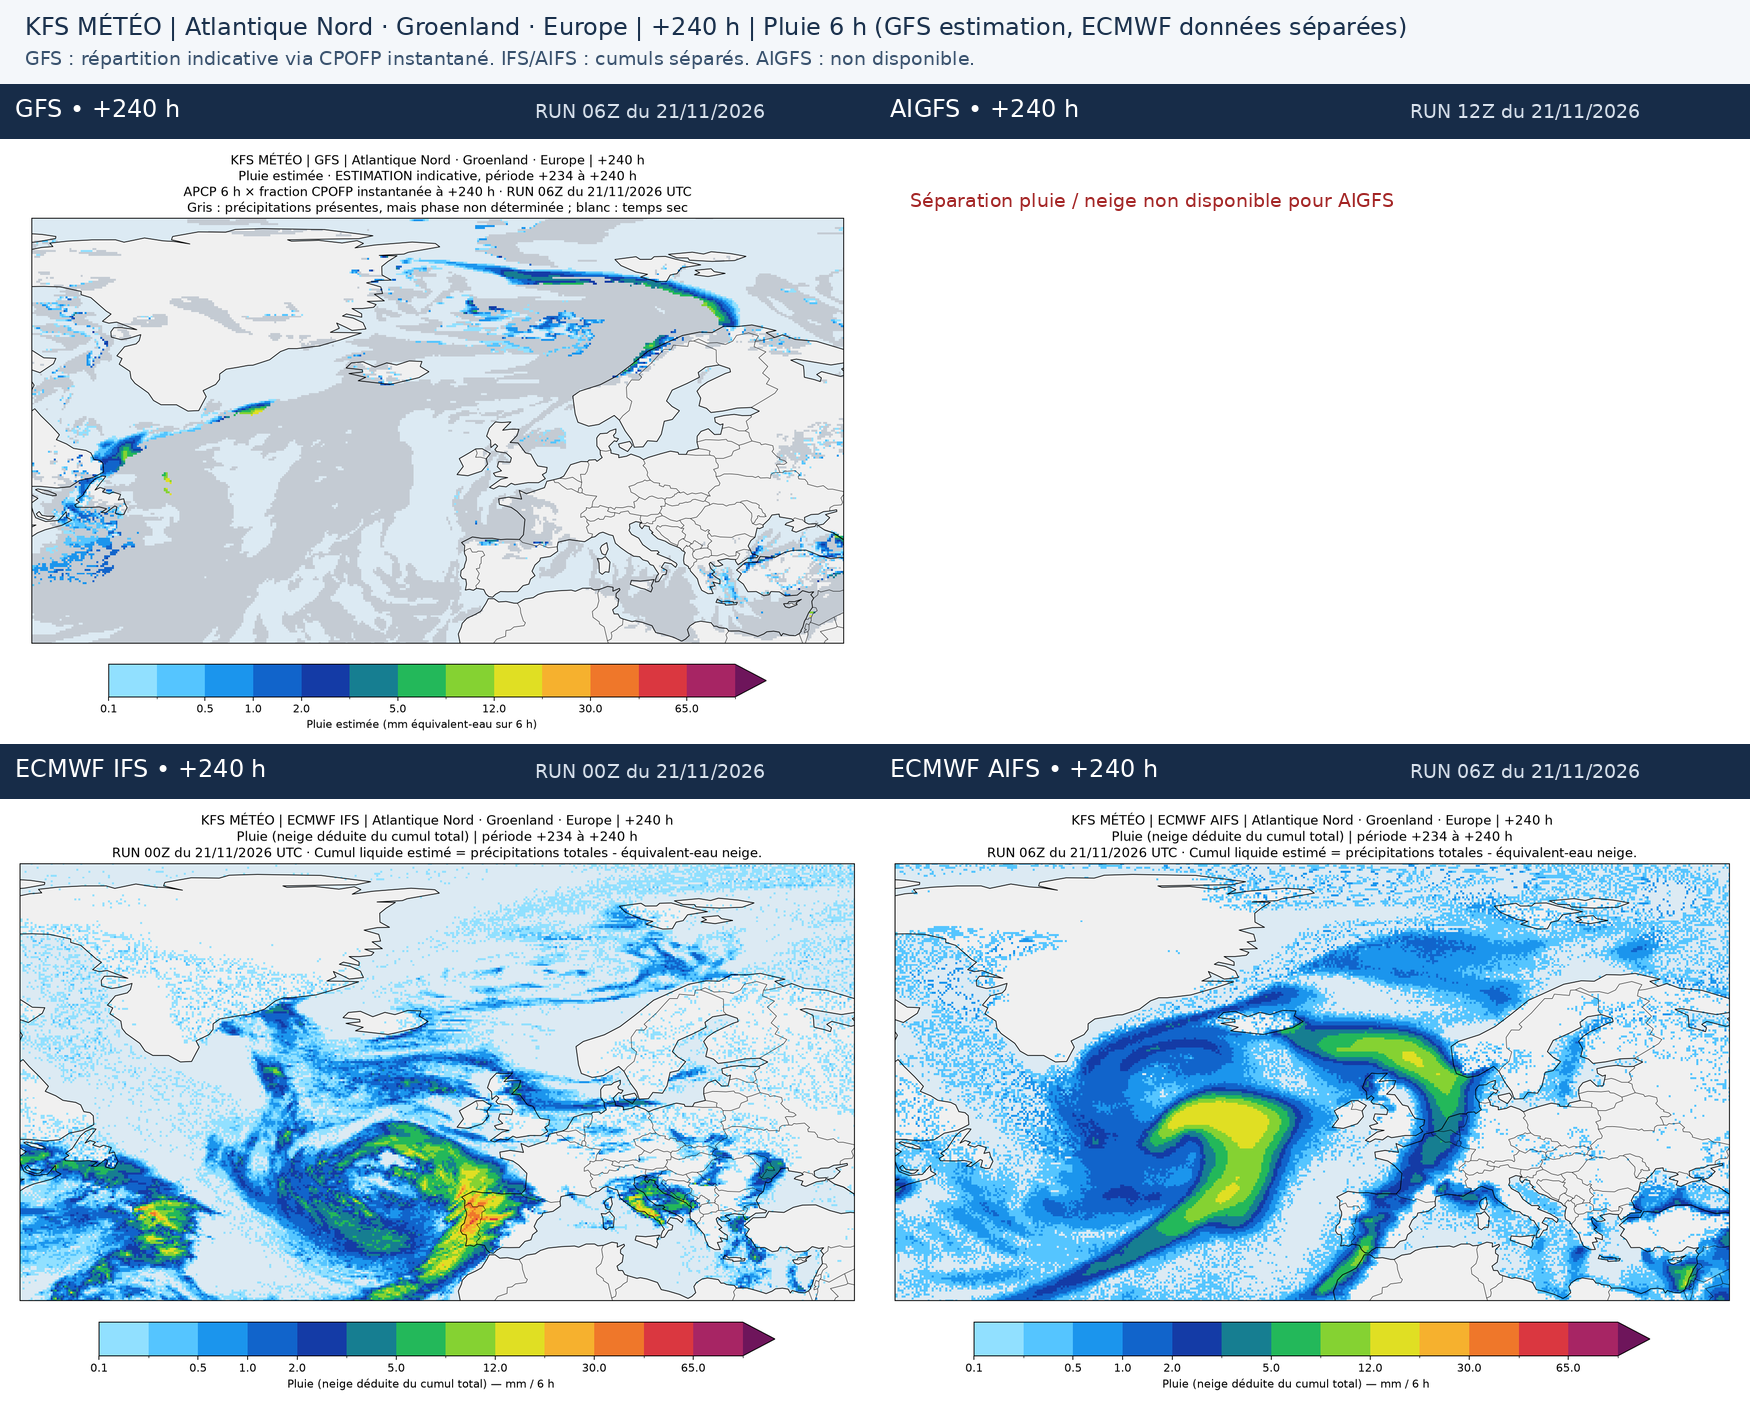 KFS MÉTÉO | Atlantique Nord · Groenland · Europe | +240 h | Pluie 6 h (GFS estimation, ECMWF données séparées)
GFS : répartition indicative via CPOFP instantané. IFS/AIFS : cumuls séparés. AIGFS : non disponible.
GFS • +240 h
RUN 06Z du 21/11/2026
KFS MÉTÉO | GFS | Atlantique Nord · Groenland · Europe | +240 h
Pluie estimée · ESTIMATION indicative, période +234 à +240 h
APCP 6 h × fraction CPOFP instantanée à +240 h · RUN 06Z du 21/11/2026 UTC
Gris : précipitations présentes, mais phase non déterminée ; blanc : temps sec
0.1 0.5 1.0 2.0 5.0 12.0 30.0 65.0
Pluie estimée (mm équivalent-eau sur 6 h)
AIGFS • +240 h
RUN 12Z du 21/11/2026
Séparation pluie / neige non disponible pour AIGFS
ECMWF IFS • +240 h
RUN 00Z du 21/11/2026
KFS MÉTÉO | ECMWF IFS | Atlantique Nord · Groenland · Europe | +240 h
Pluie (neige déduite du cumul total) | période +234 à +240 h
RUN 00Z du 21/11/2026 UTC · Cumul liquide estimé = précipitations totales - équivalent-eau neige.
0.1 0.5 1.0 2.0 5.0 12.0 30.0 65.0
Pluie (neige déduite du cumul total) — mm / 6 h
ECMWF AIFS • +240 h
RUN 06Z du 21/11/2026
KFS MÉTÉO | ECMWF AIFS | Atlantique Nord · Groenland · Europe | +240 h
Pluie (neige déduite du cumul total) | période +234 à +240 h
RUN 06Z du 21/11/2026 UTC · Cumul liquide estimé = précipitations totales - équivalent-eau neige.
0.1 0.5 1.0 2.0 5.0 12.0 30.0 65.0
Pluie (neige déduite du cumul total) — mm / 6 h